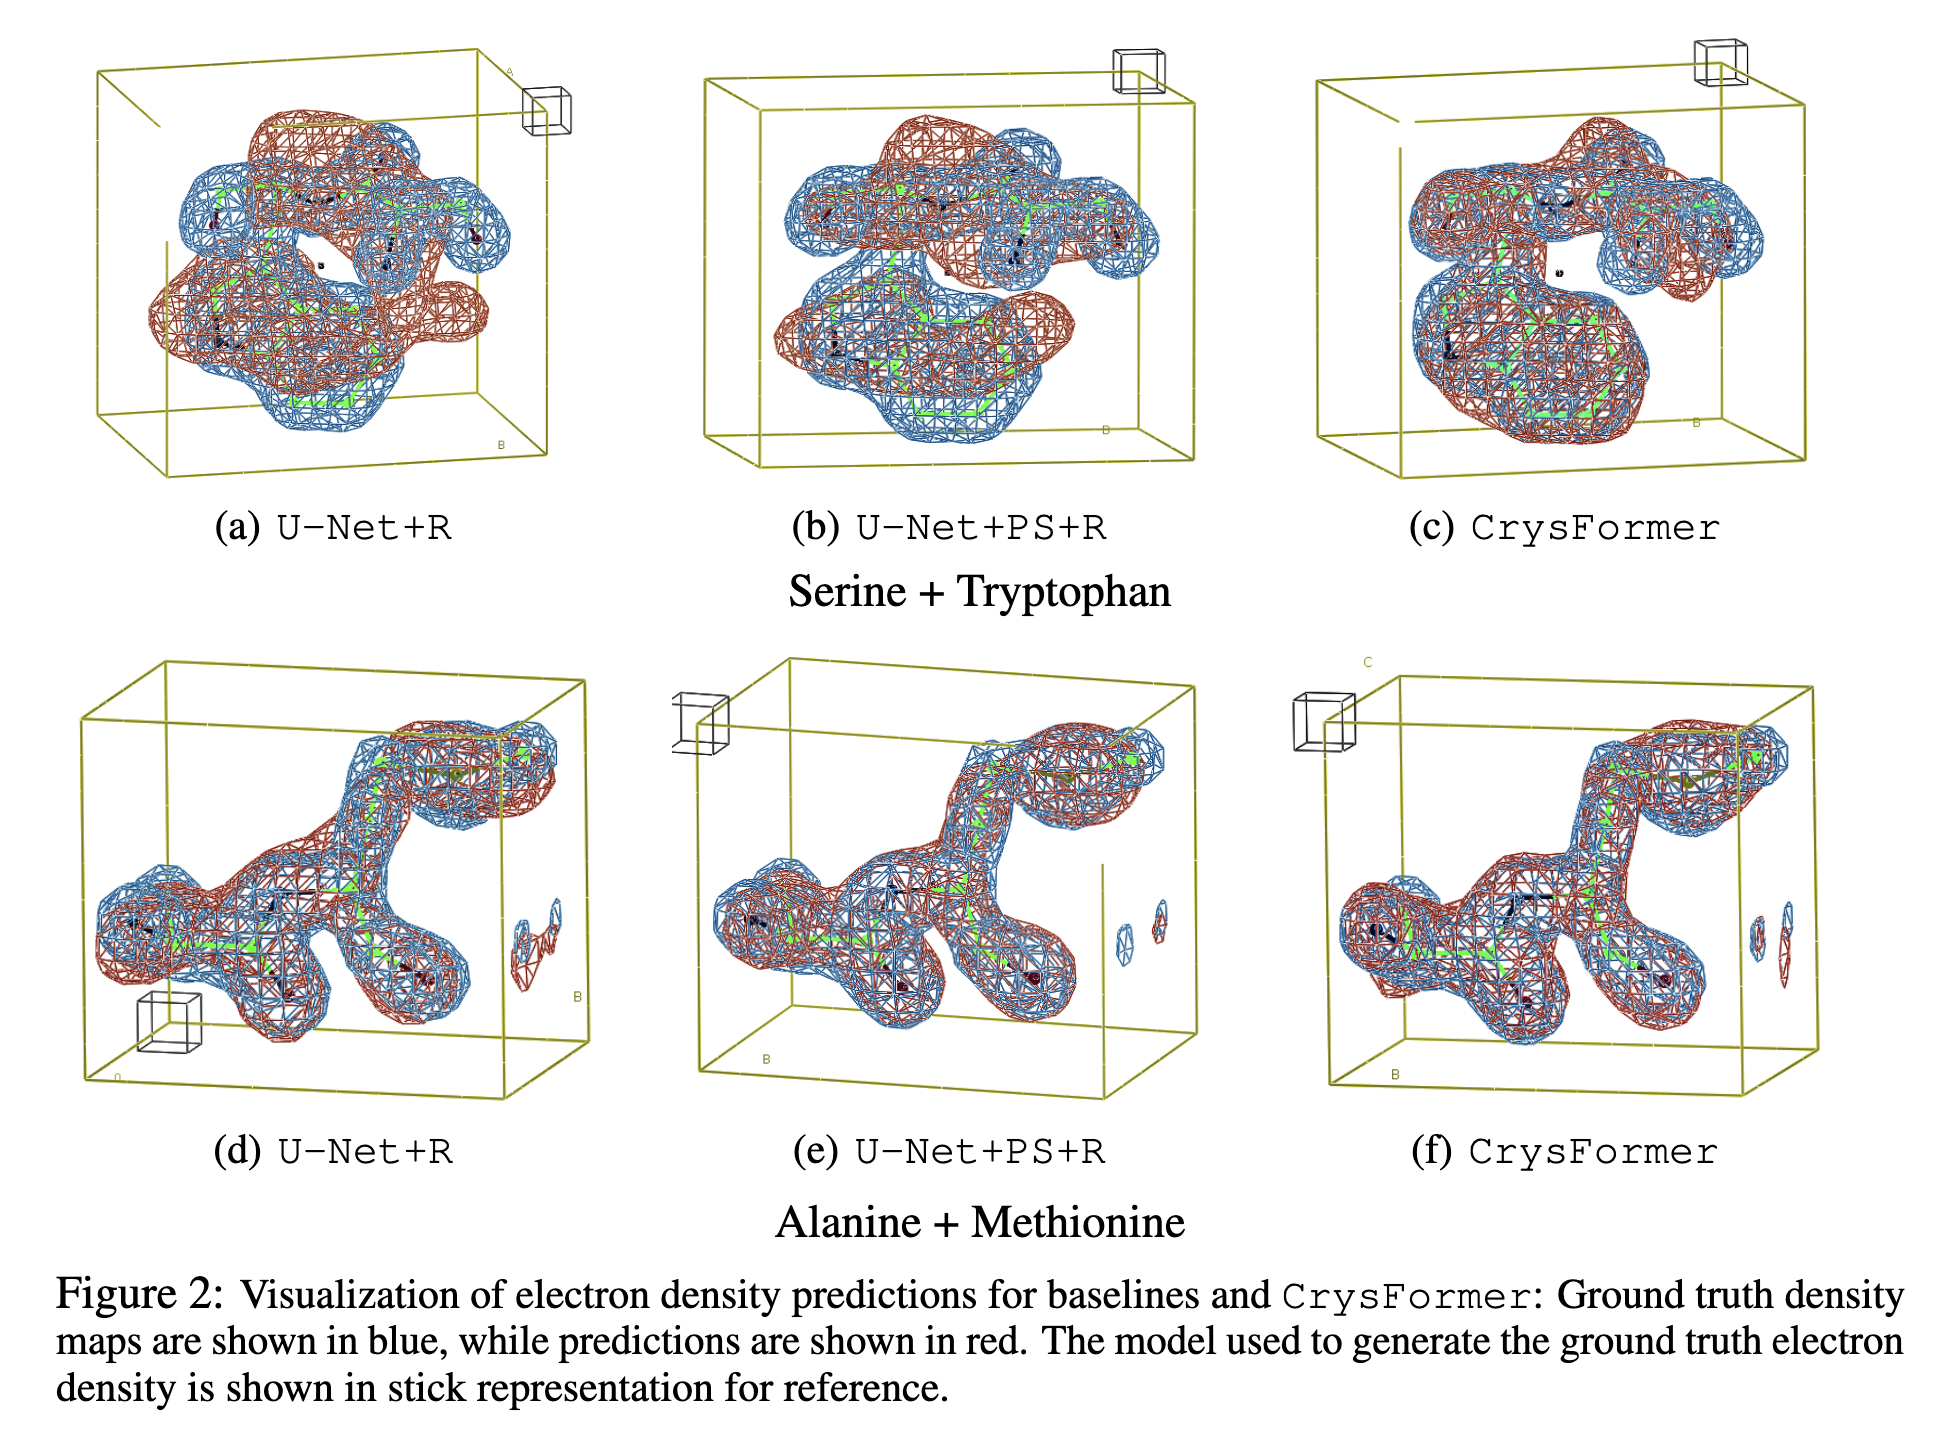 A
B
B
B
(a) U-Net+R
(b) U-Net+PS+R
(c) CrysFormer
Serine + Tryptophan
C
B
0
B
B
(d) U-Net+R
(e) U-Net+PS+R
(f) CrysFormer
Alanine + Methionine
Figure 2: Visualization of electron density predictions for baselines and CrysFormer: Ground truth density
maps are shown in blue, while predictions are shown in red. The model used to generate the ground truth electron
density is shown in stick representation for reference.